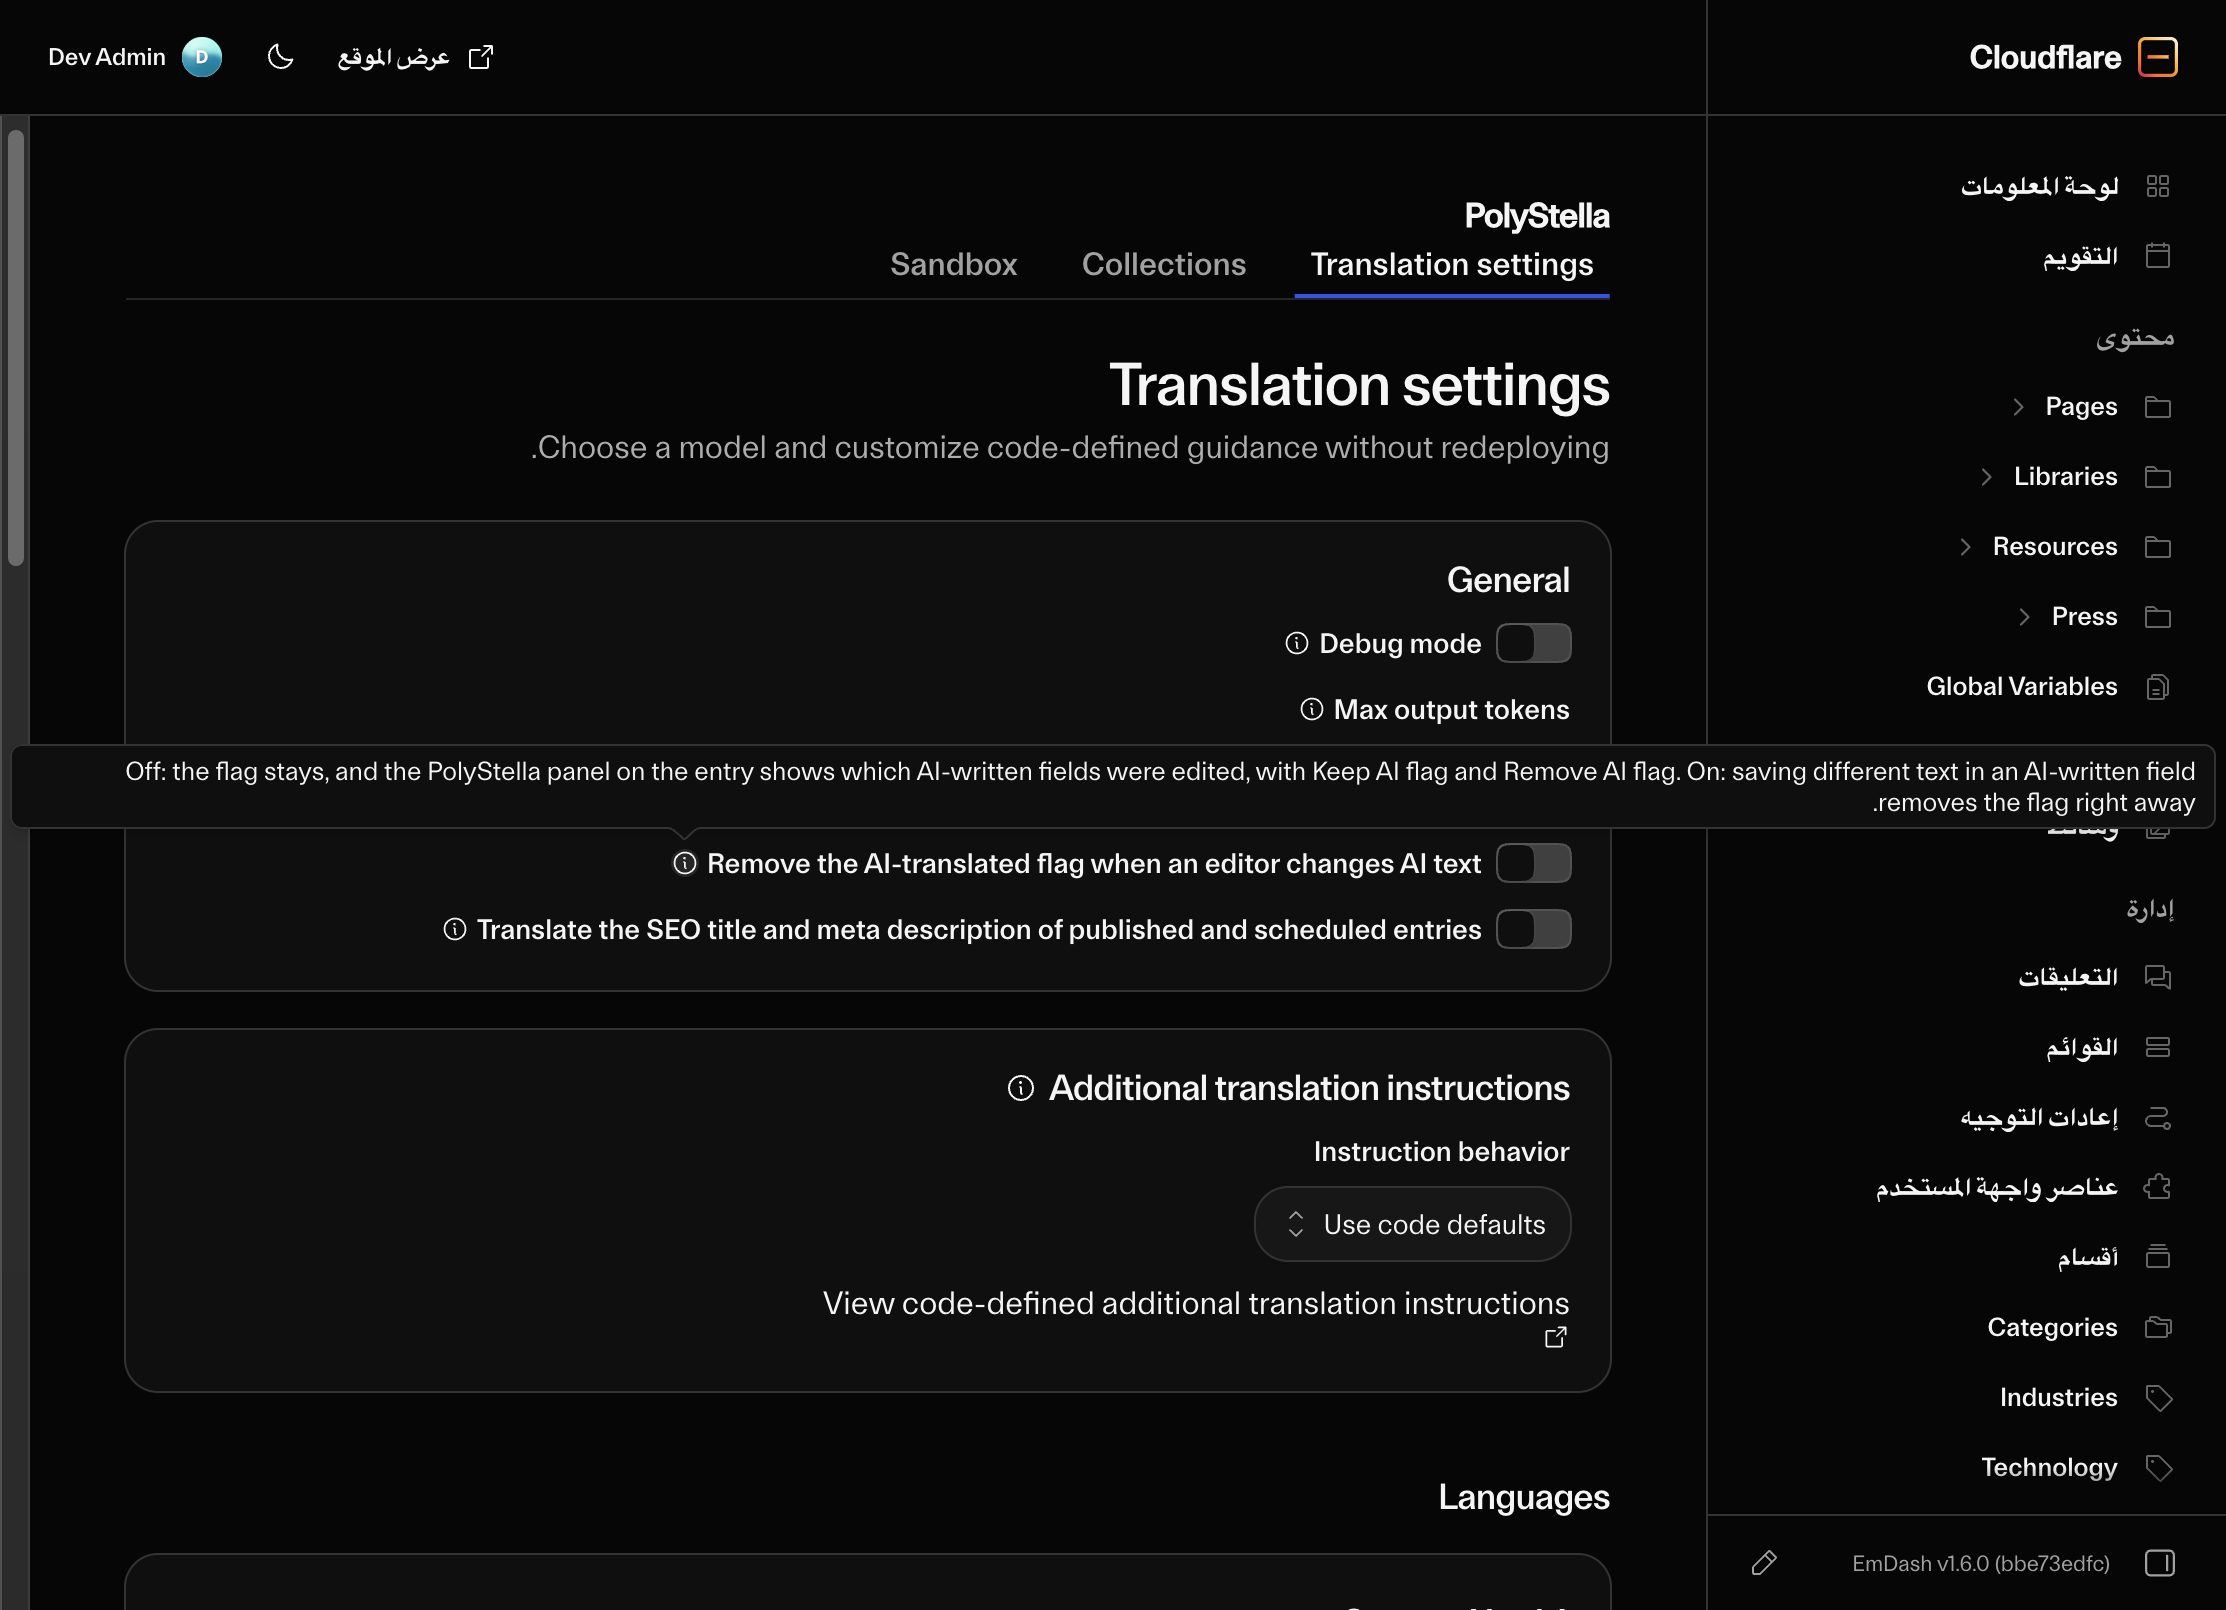 Cloudflare
عرض الموقع
D
Dev Admin
لوحة المعلومات
التقويم
محتوى
Pages
Libraries
Resources
Press
Global Variables
إدارة
التعليقات
القوائم
إعادات التوجيه
عناصر واجهة المستخدم
أقسام
Categories
Industries
Technology
EmDash v1.6.0 (bbe73edfc)
PolyStella
Translation settings
Collections
Sandbox
Translation settings
Choose a model and customize code-defined guidance without redeploying.
General
Debug mode
Max output tokens
Off: the flag stays, and the PolyStella panel on the entry shows which AI-written fields were edited, with Keep AI flag and Remove AI flag. On: saving different text in an AI-written field
removes the flag right away.
Remove the AI-translated flag when an editor changes AI text
Translate the SEO title and meta description of published and scheduled entries
Additional translation instructions
Instruction behavior
Use code defaults
View code-defined additional translation instructions
Languages